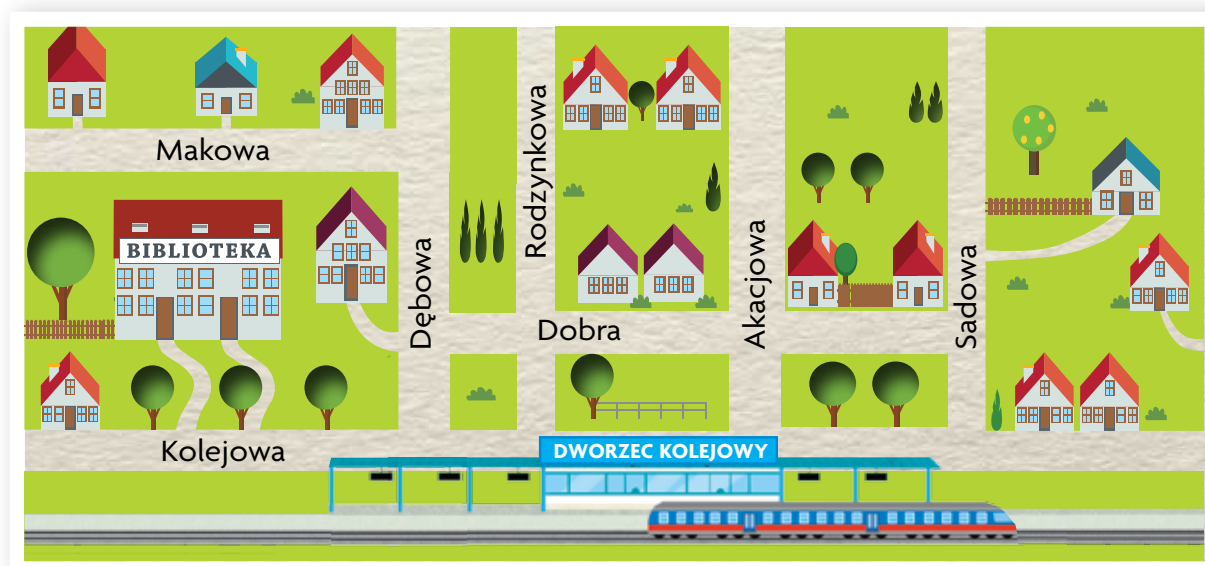 Makowa
Rodzynkowa
BIBLIOTEKA
Dębowa
Dobra
Akacjowa
Sadowa
Kolejowa
DWORZEC KOLEJOWY